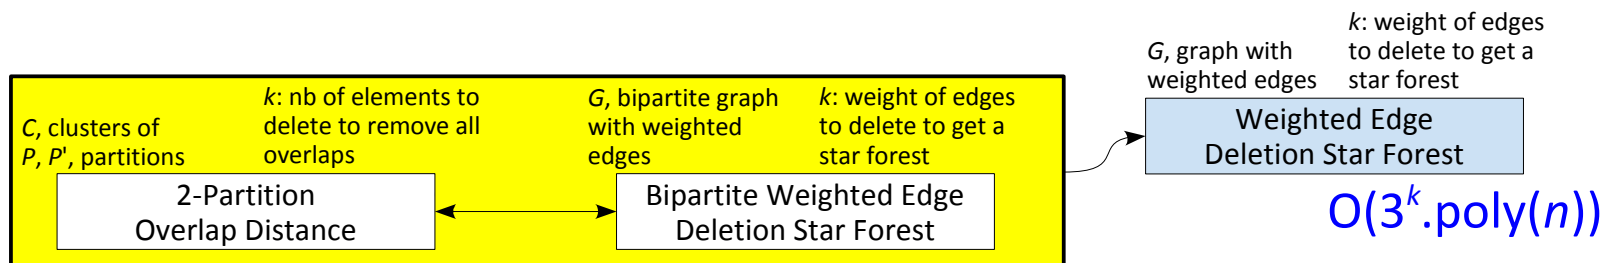 C, clusters of
P, P', partitions
k: nb of elements to
delete to remove all
overlaps
2-Partition
Overlap Distance
G, bipartite graph
with weighted
edges
k: weight of edges
to delete to get a
star forest
Bipartite Weighted Edge
Deletion Star Forest
G, graph with
weighted edges
k: weight of edges
to delete to get a
star forest
Weighted Edge
Deletion Star Forest
O(3^k.poly(n))